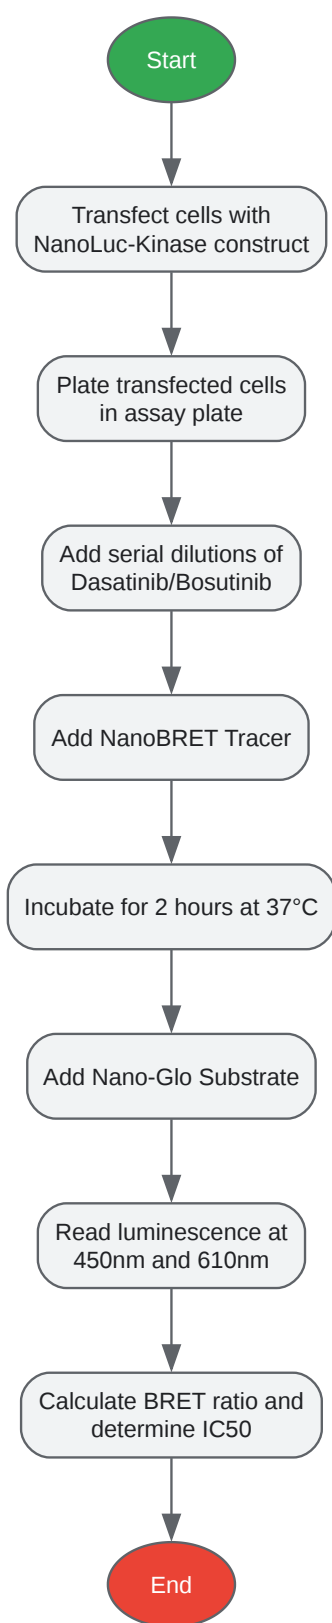 Start
Transfect cells with
NanoLuc-Kinase construct
Plate transfected cells
in assay plate
Add serial dilutions of
Dasatinib/Bosutinib
Add NanoBRET Tracer
Incubate for 2 hours at 37°C
Add Nano-Glo Substrate
Read luminescence at
450nm and 610nm
Calculate BRET ratio and
determine IC50
End